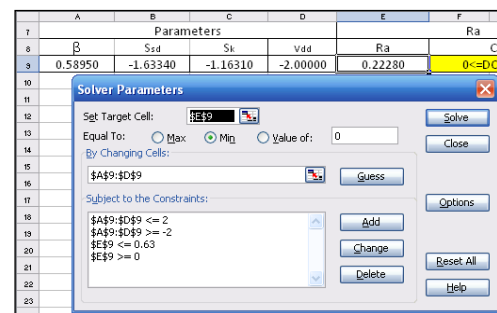 A B C D E F
7 Parameters Ra
8 β Ssd Sk Vdd Ra C
9 0.58950 -1.63340 -1.16310 -2.00000 0.22280 0<=DC
10
11
12
13
14
15
16
17
18
19
20
21
22
23
Solver Parameters
Set Target Cell: $E$9 Solve
Equal To: Max Min Value of: 0 Close
By Changing Cells:
$A$9:$D$9 Guess
Subject to the Constraints: Options
$A$9:$D$9 <= 2
$A$9:$D$9 >= -2 Add
$E$9 <= 0.63
$E$9 >= 0 Change
Reset All
Delete
Help